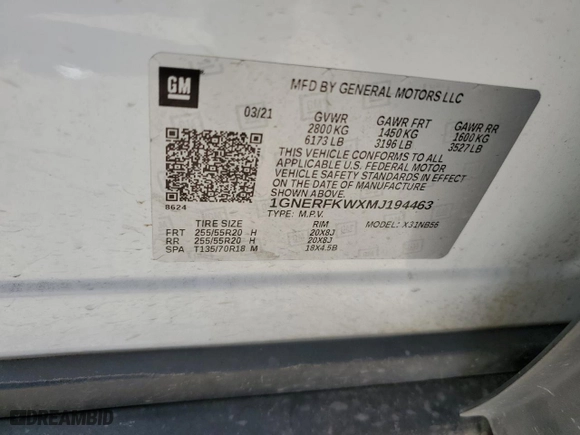 GM
MFD BY GENERAL MOTORS LLC
03/21
GVWR GAWR FRT GAWR RR
2800 KG 1450 KG 1600 KG
6173 LB 3196 LB 3527 LB
THIS VEHICLE CONFORMS TO ALL
APPLICABLE U.S. FEDERAL MOTOR
VEHICLE SAFETY STANDARDS IN EFFECT
ON THE DATE OF MANUFACTURE
SHOWN ABOVE.
8624
1GNERFKWXMJ194463
TYPE: M.P.V. MODEL: X31NB56
TIRE SIZE RIM
FRT 255/55R20 H 20X8J
RR 255/55R20 H 20X8J
SPA T135/70R18 M 18X4.5B
DREAMBID